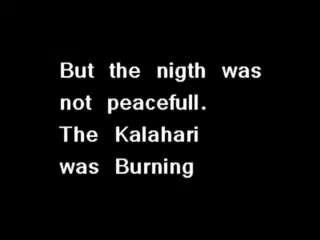 But the nigth was
not peacefull.
The Kalahari
was Burning